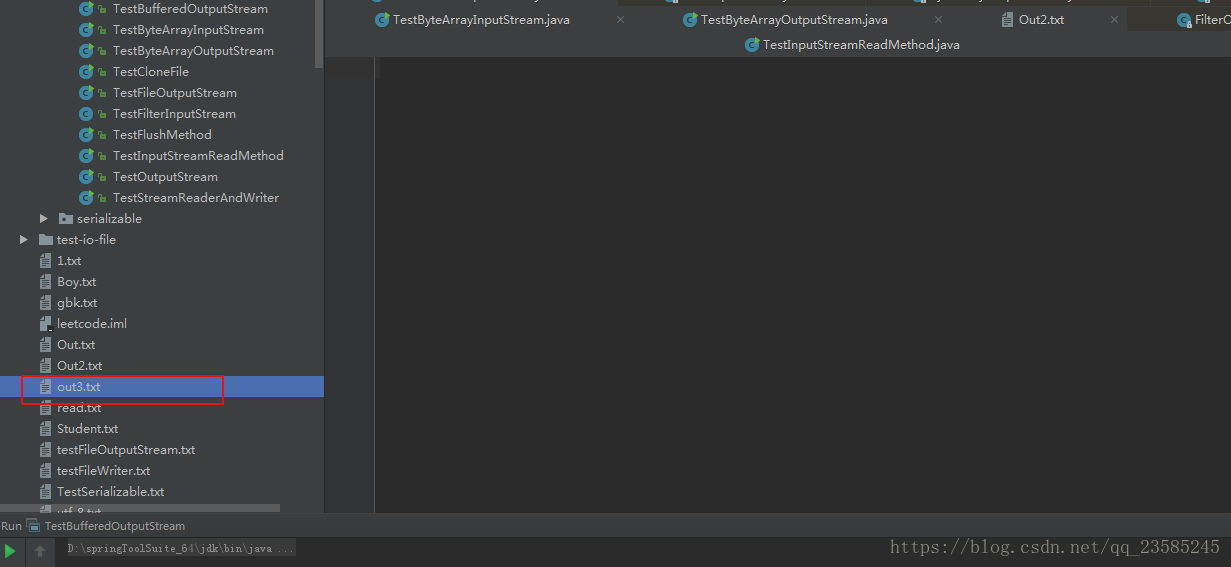 TestBufferedOutputStream
TestByteArrayInputStream
TestByteArrayOutputStream
TestCloneFile
TestFileOutputStream
TestFilterInputStream
TestFlushMethod
TestInputStreamReadMethod
TestOutputStream
TestStreamReaderAndWriter
serializable
test-io-file
1.txt
Boy.txt
gbk.txt
leetcode.iml
Out.txt
Out2.txt
out3.txt
read.txt
Student.txt
testFileOutputStream.txt
testFileWriter.txt
TestSerializable.txt
utf-8.txt
TestByteArrayInputStream.java TestByteArrayOutputStream.java Out2.txt FilterO
TestInputStreamReadMethod.java
Run TestBufferedOutputStream
D:\springToolSuite_64\jdk\bin\java ...
https://blog.csdn.net/qq_23585245